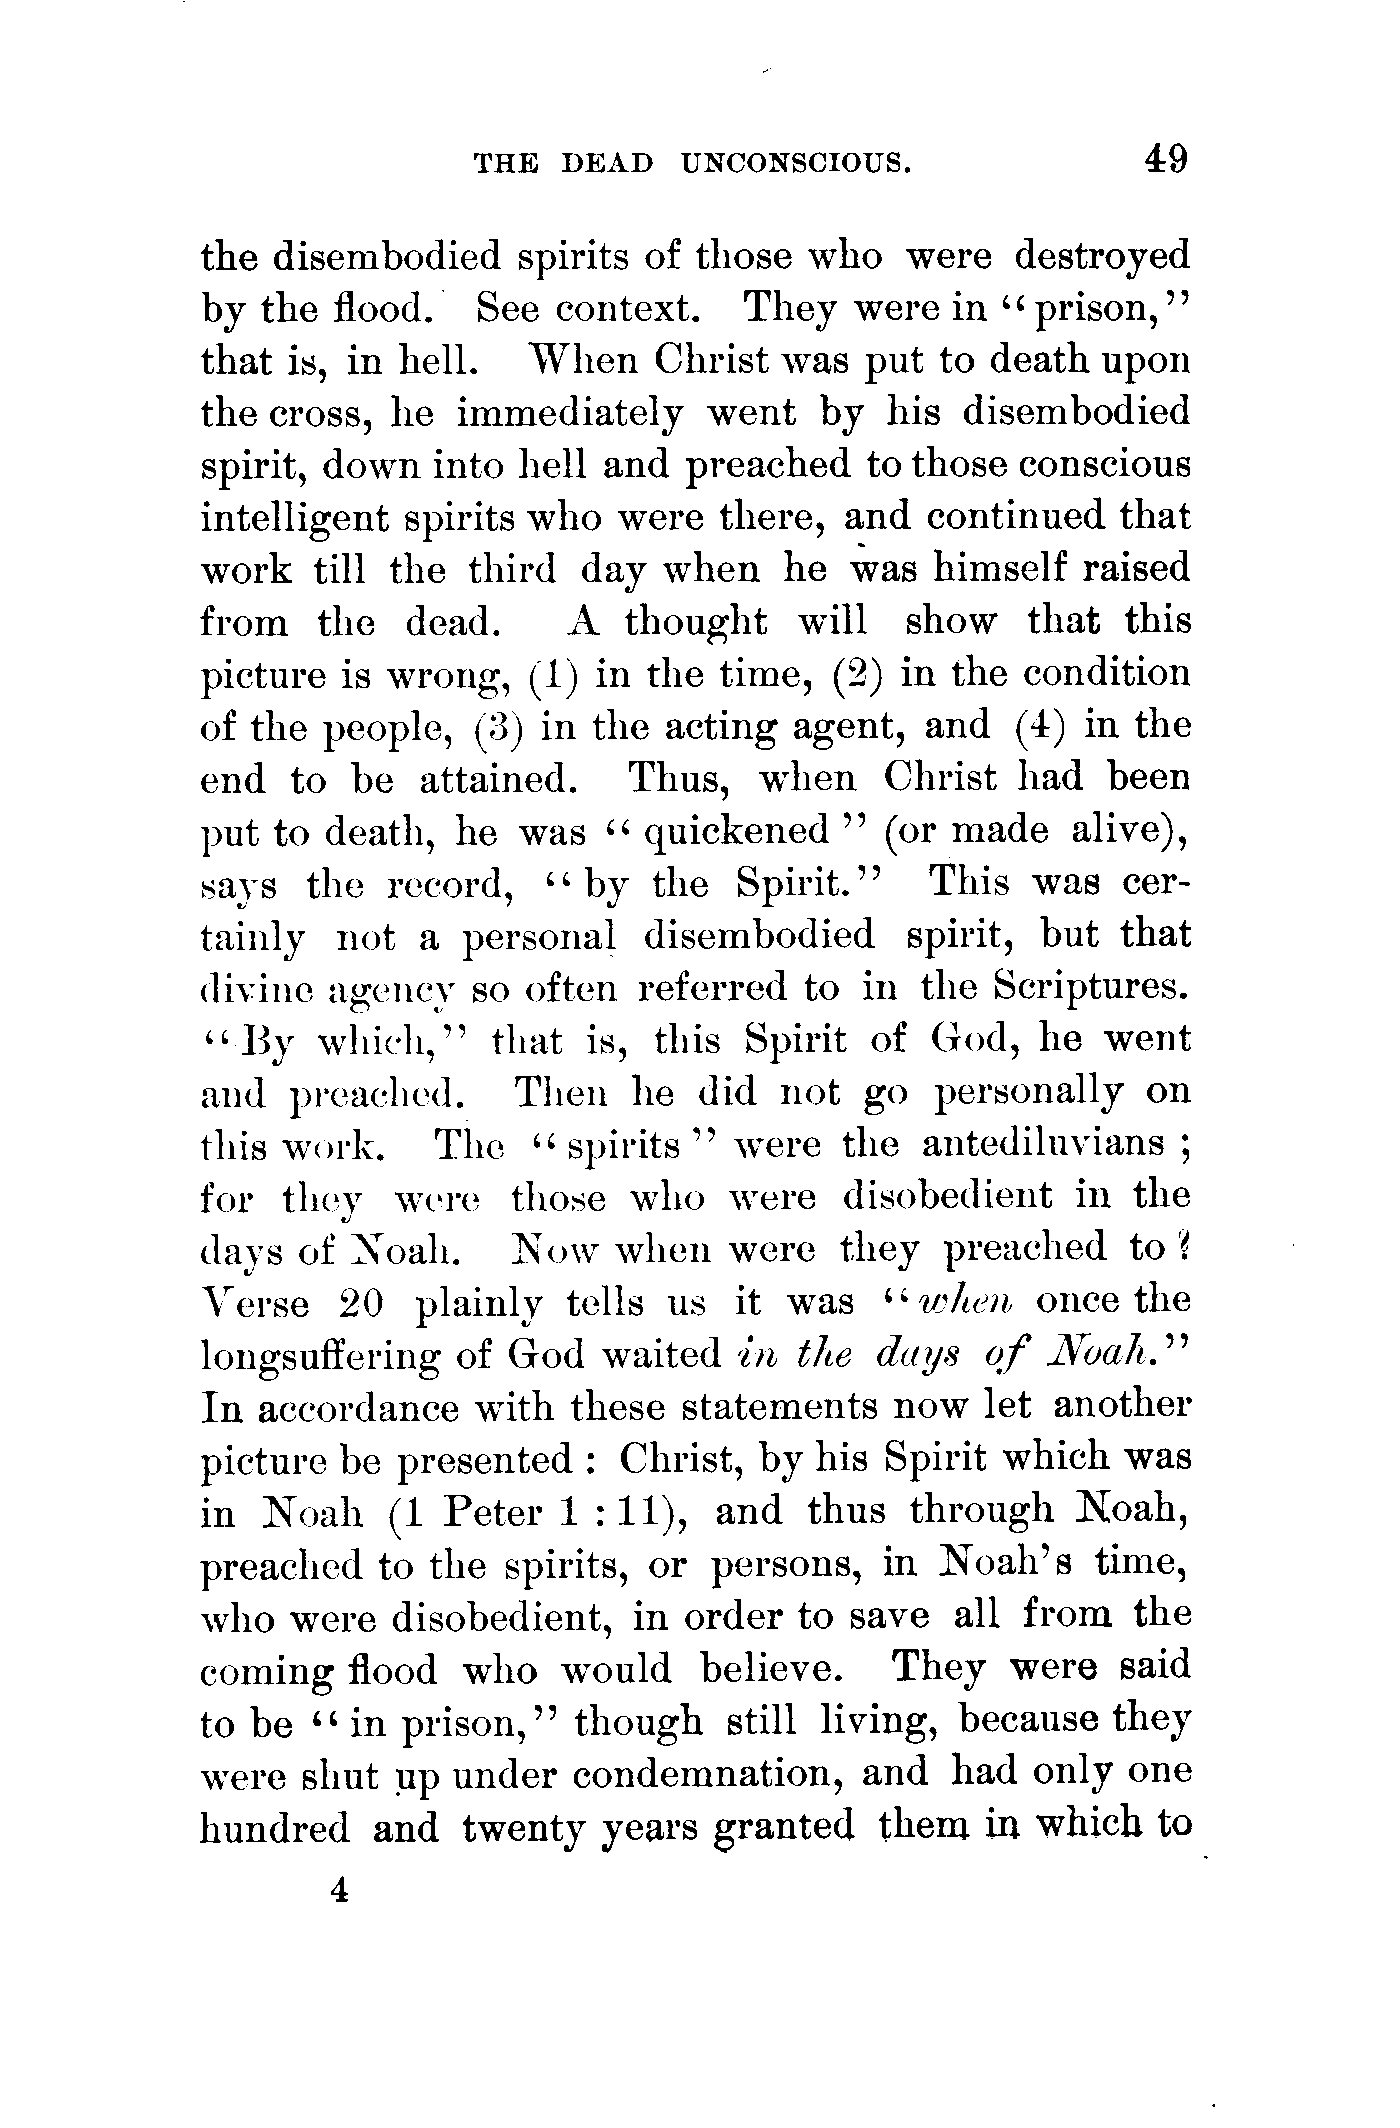 THE DEAD UNCONSCIOUS. 49
the disembodied spirits of those who were destroyed
by the flood. See context. They were in “prison,”
that is, in hell. When Christ was put to death upon
the cross, he immediately went by his disembodied
spirit, down into hell and preached to those conscious
intelligent spirits who were there, and continued that
work till the third day when he was himself raised
from the dead. A thought will show that this
picture is wrong, (1) in the time, (2) in the condition
of the people, (3) in the acting agent, and (4) in the
end to be attained. Thus, when Christ had been
put to death, he was “ quickened ” (or made alive),
says the record, “by the Spirit.” This was cer-
tainly not a personal disembodied spirit, but that
divine agency so often referred to in the Scriptures.
“By which,” that is, this Spirit of God, he went
and preached. Then he did not go personally on
this work. The “spirits” were the antediluvians ;
for they were those who were disobedient in the
days of Noah. Now when were they preached to ?
Verse 20 plainly tells us it was “when once the
longsuffering of God waited in the days of Noah.”
In accordance with these statements now let another
picture be presented : Christ, by his Spirit which was
in Noah (1 Peter 1 : 11), and thus through Noah,
preached to the spirits, or persons, in Noah’s time,
who were disobedient, in order to save all from the
coming flood who would believe. They were said
to be “in prison,” though still living, because they
were shut up under condemnation, and had only one
hundred and twenty years granted them in which to
4